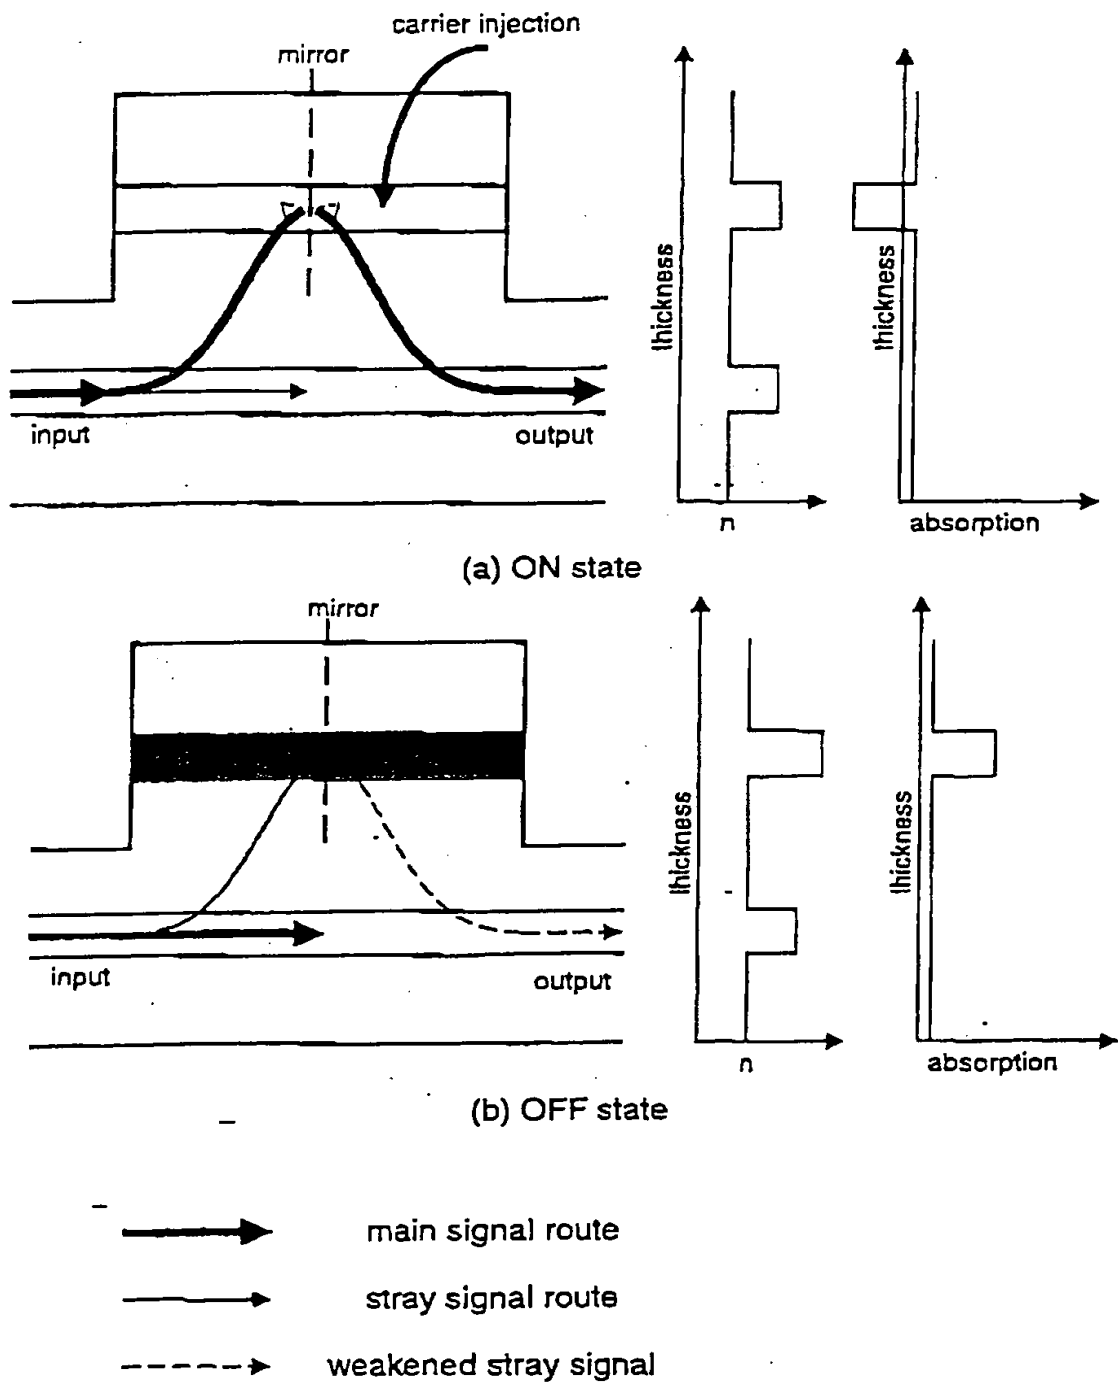 carrier injection
mirror
thickness
thickness
input
output
n
absorption
(a) ON state
mirror
thickness
thickness
input
output
n
absorption
(b) OFF state
main signal route
stray signal route
weakened stray signal